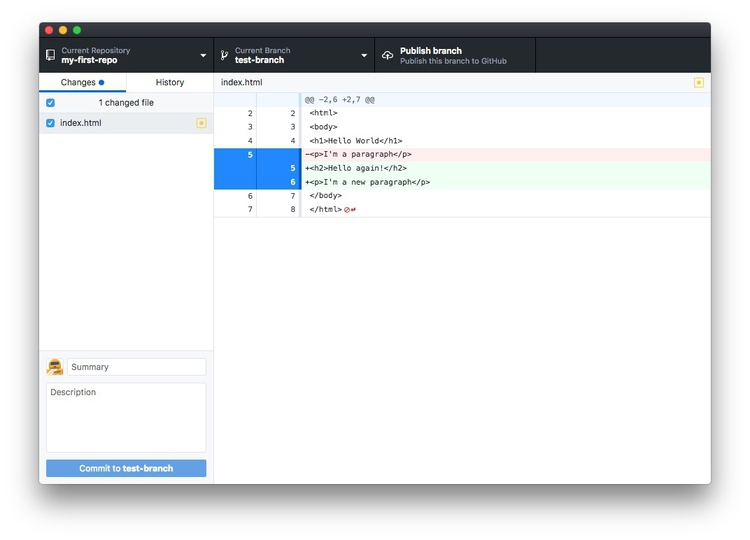 Current Repository
my-first-repo
Current Branch
test-branch
Publish branch
Publish this branch to GitHub
Changes
History
1 changed file
index.html
Summary
Description
Commit to test-branch
index.html
@@ -2,6 +2,7 @@
2 2 <html>
3 3 <body>
4 4 <h1>Hello World</h1>
5 -<p>I'm a paragraph</p>
5 +<h2>Hello again!</h2>
6 +<p>I'm a new paragraph</p>
6 7 </body>
7 8 </html>